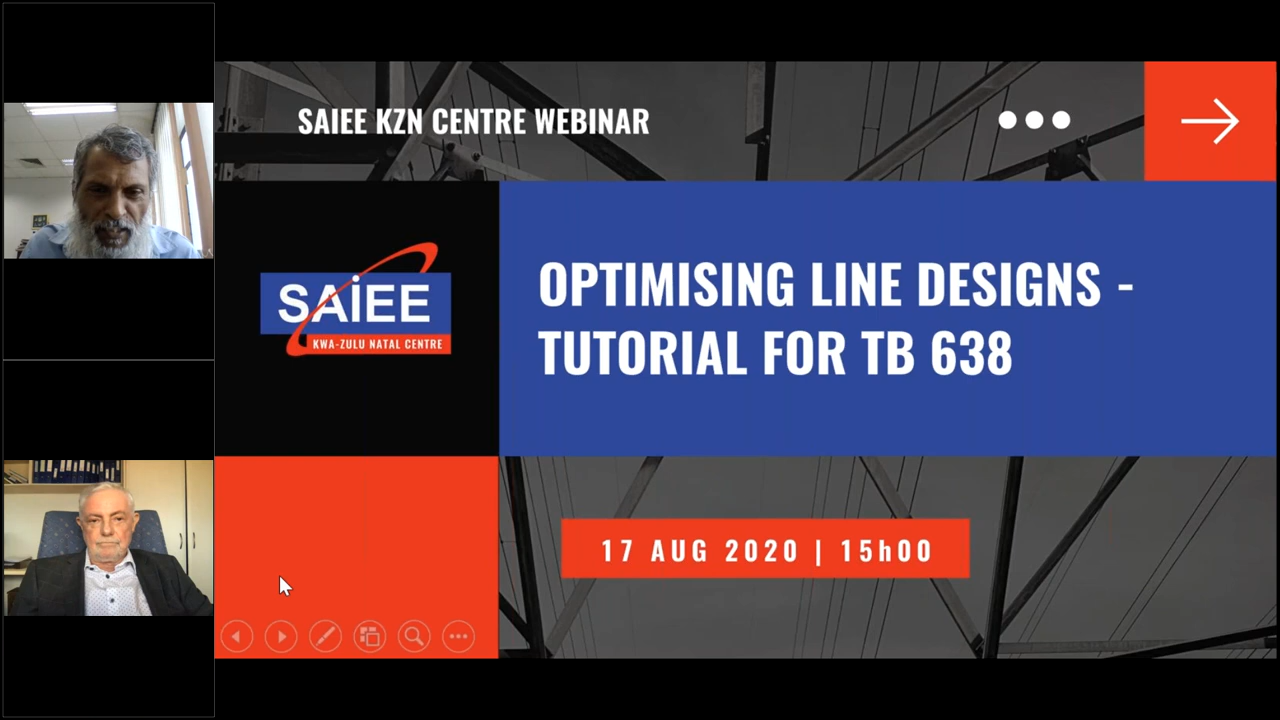 SAIEE KZN CENTRE WEBINAR
SAiEE
KWA-ZULU NATAL CENTRE
OPTIMISING LINE DESIGNS -
TUTORIAL FOR TB 638
17 AUG 2020 | 15h00